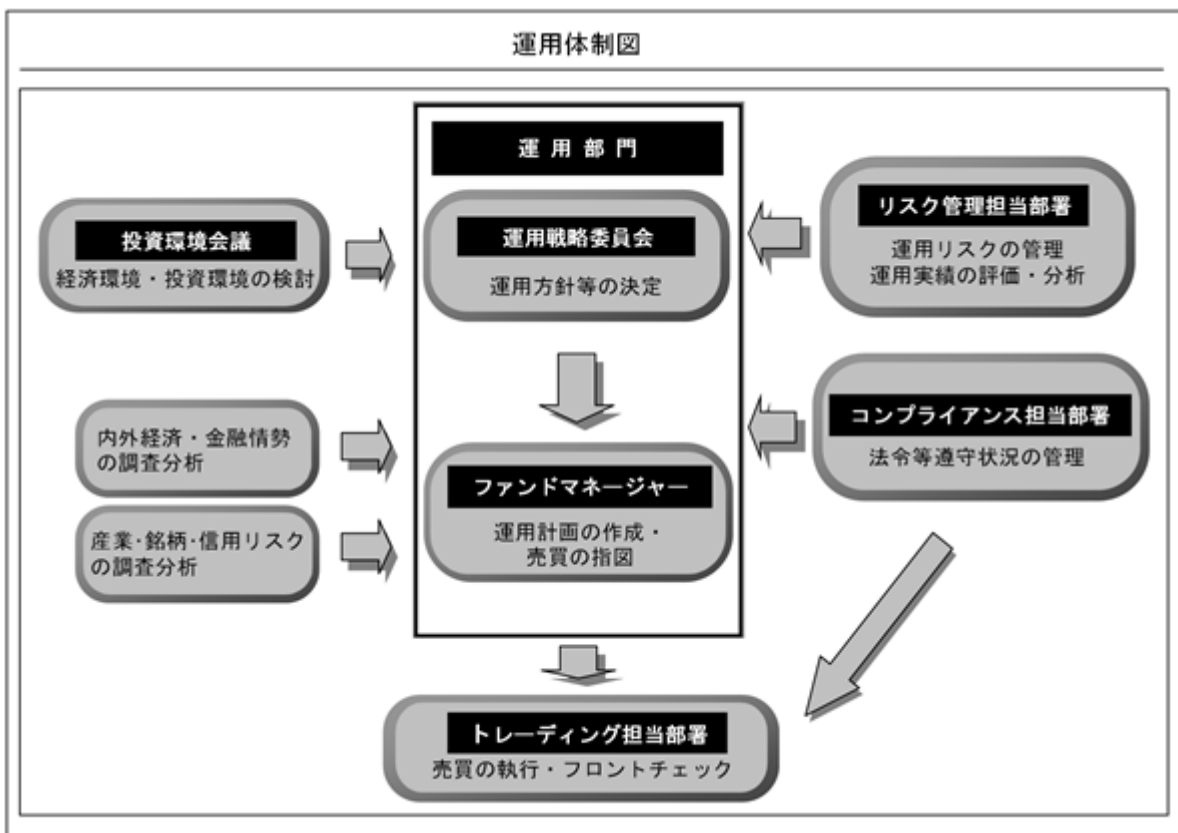 運用体制図
運用部門
投資環境会議
経済環境・投資環境の検討
運用戦略委員会
運用方針等の決定
リスク管理担当部署
運用リスクの管理
運用実績の評価・分析
内外経済・金融情勢
の調査分析
産業・銘柄・信用リスク
の調査分析
ファンドマネージャー
運用計画の作成・
売買の指図
コンプライアンス担当部署
法令等遵守状況の管理
トレーディング担当部署
売買の執行・フロントチェック